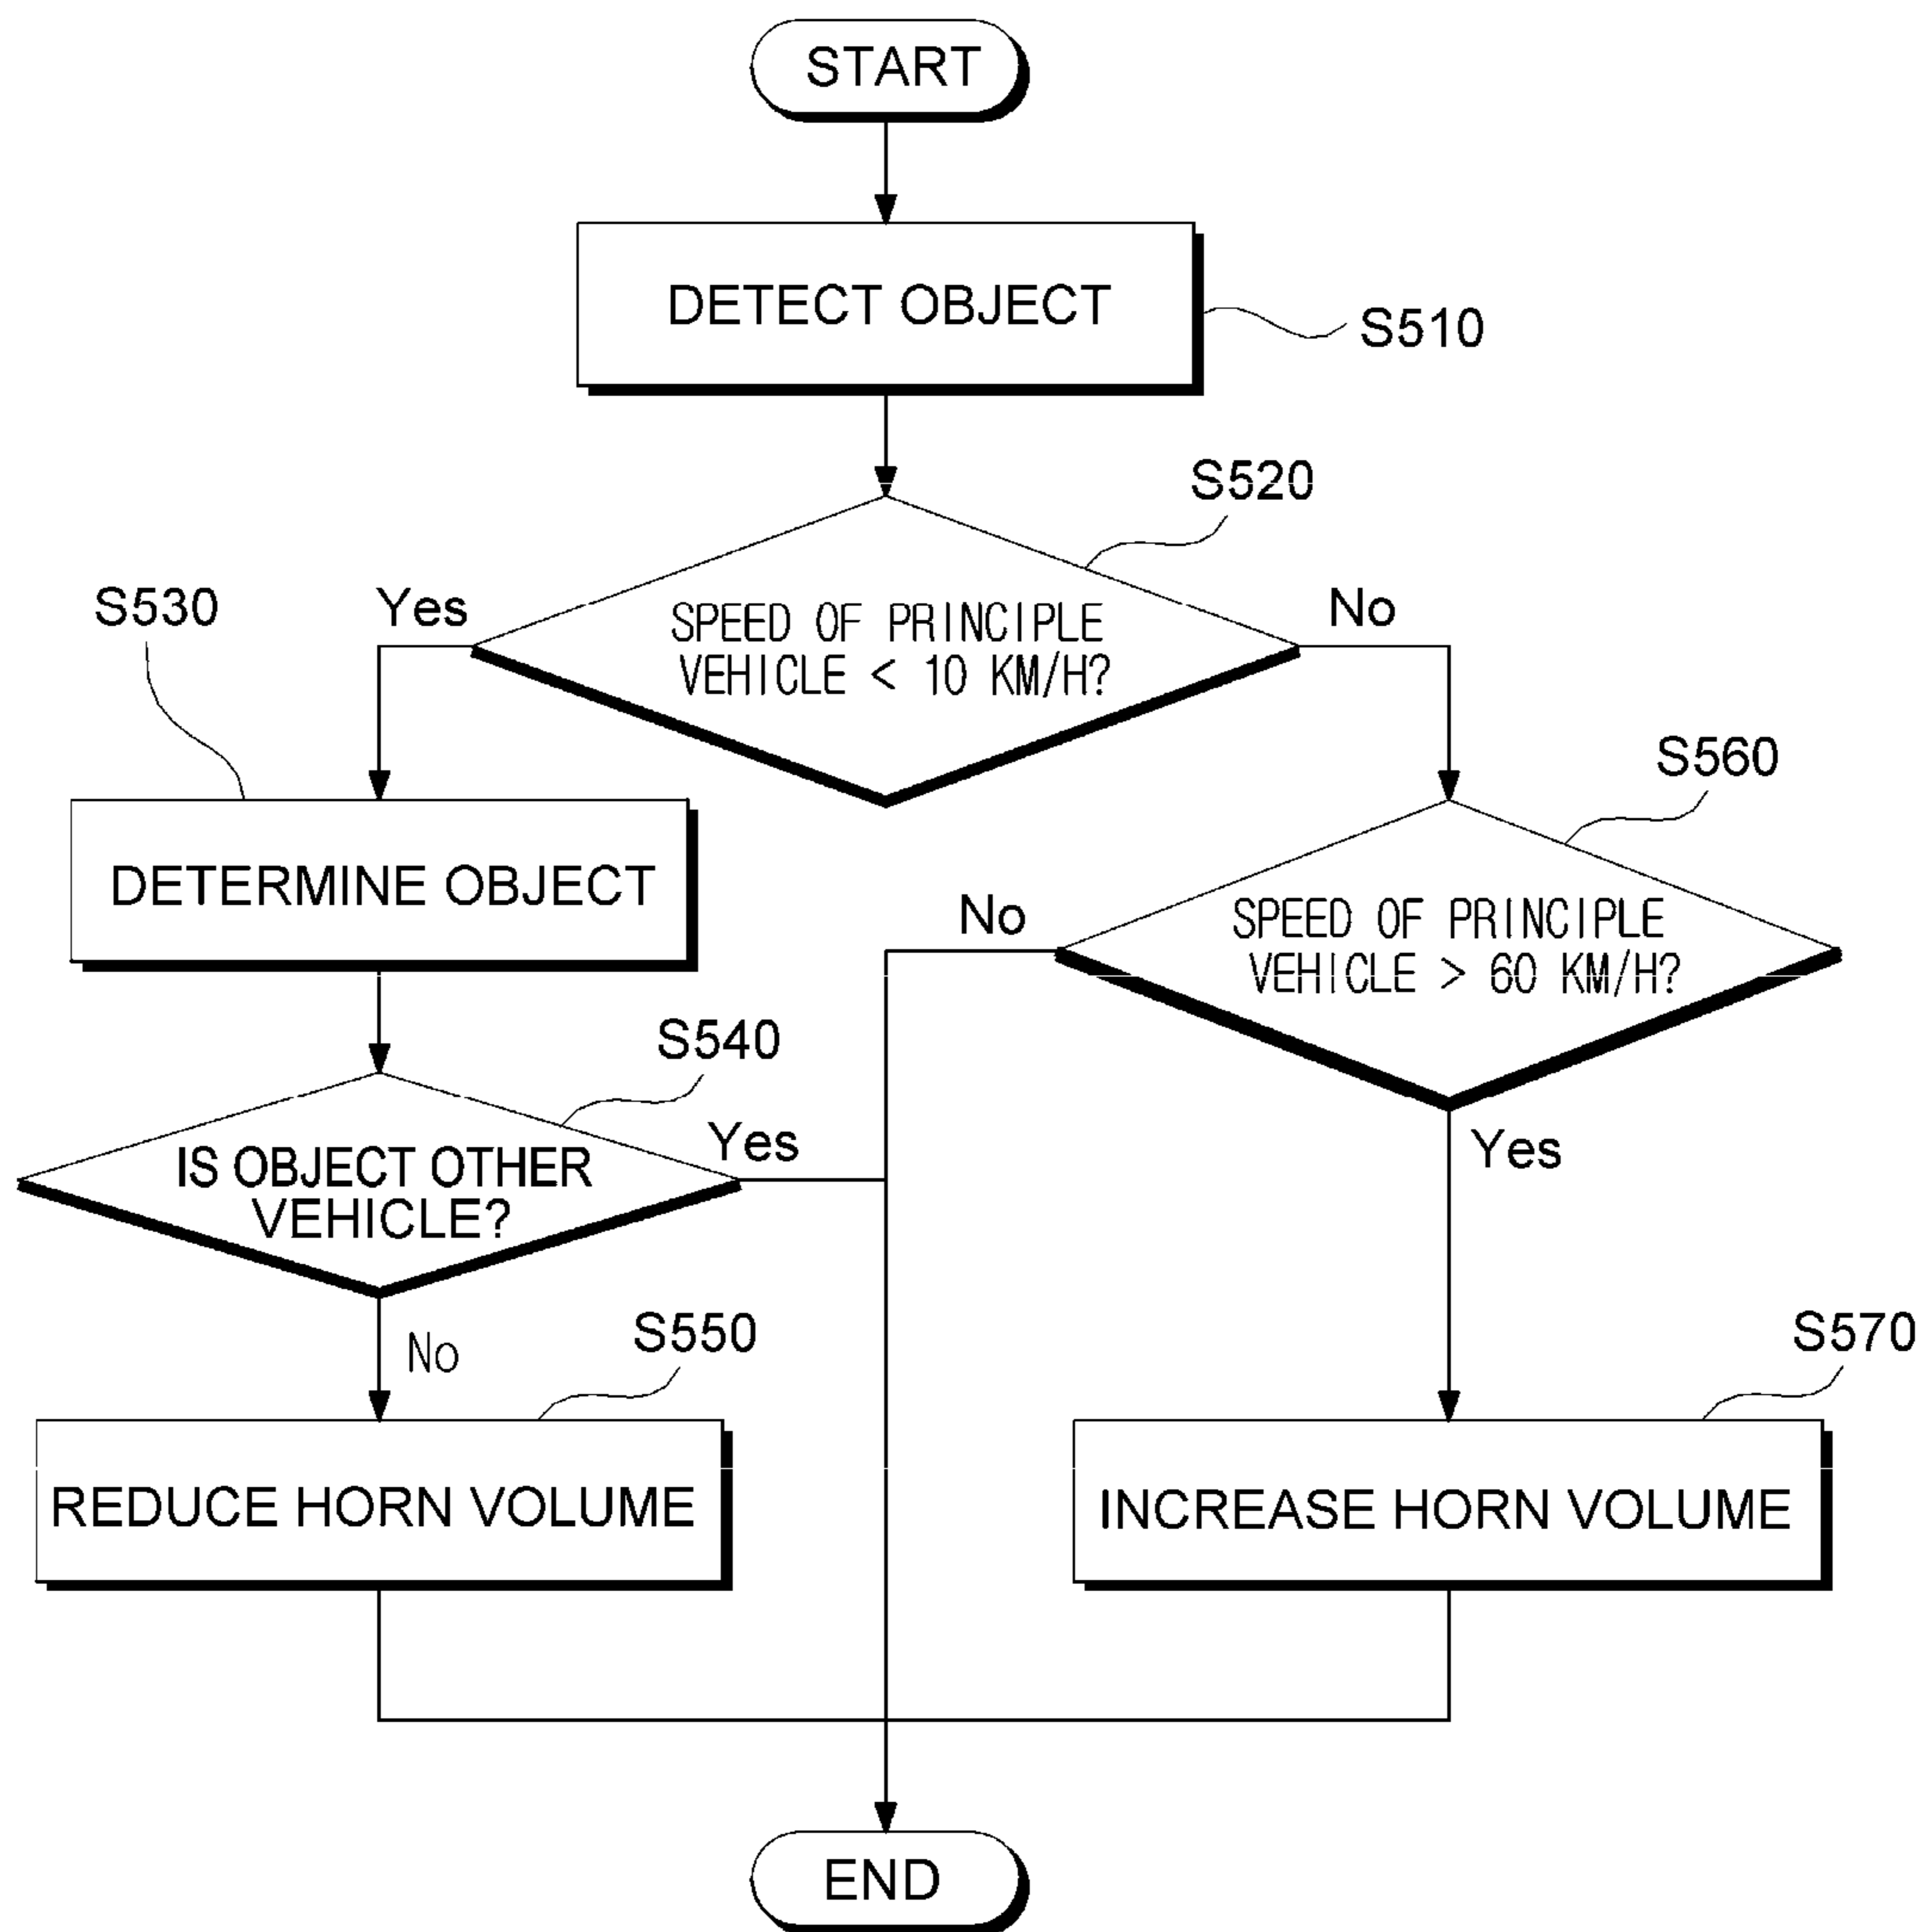 START
DETECT OBJECT
S510
S520
SPEED OF PRINCIPLE
VEHICLE < 10 KM/H?
Yes
No
S530
DETERMINE OBJECT
S560
SPEED OF PRINCIPLE
VEHICLE > 60 KM/H?
No
Yes
S540
IS OBJECT OTHER
VEHICLE?
Yes
No
S550
REDUCE HORN VOLUME
S570
INCREASE HORN VOLUME
END